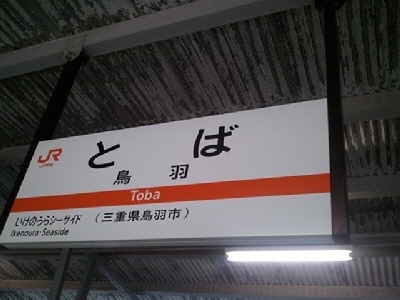 JR
とば
鳥羽
Toba
いけのうらシーサイド
Ikenoura-Seaside
(三重県鳥羽市)